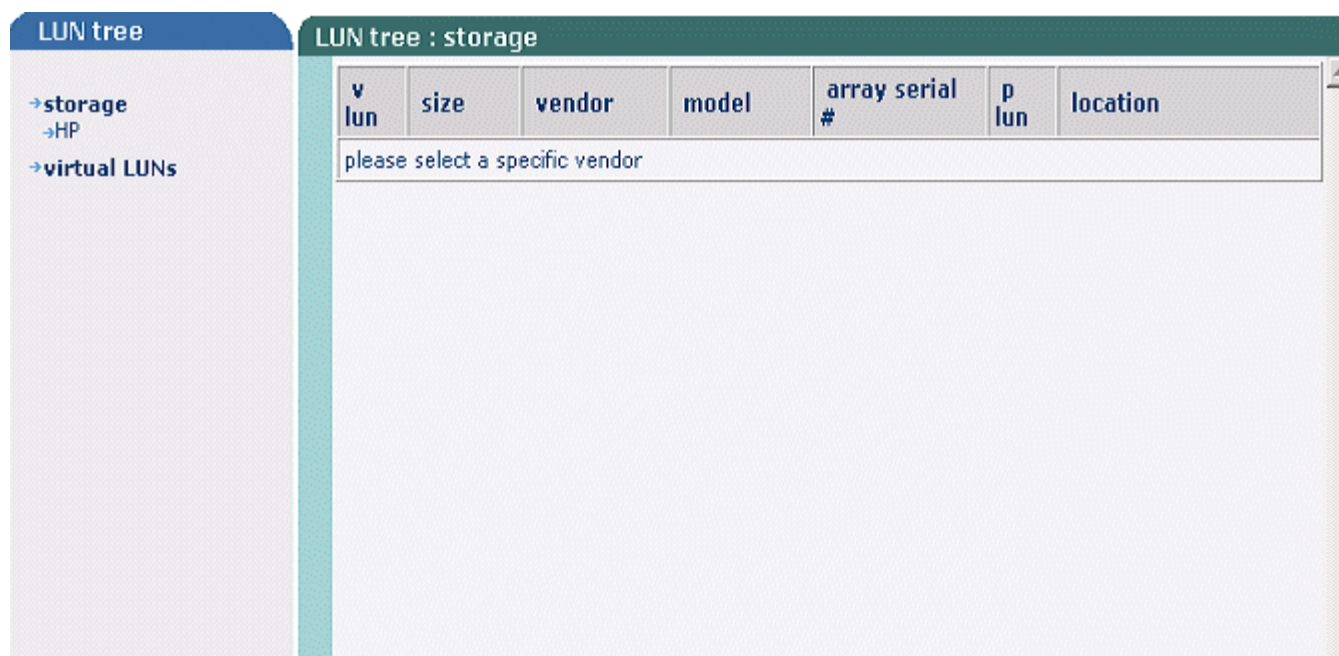 LUN tree
storage
HP
virtual LUNs
LUN tree : storage
v lun size vendor model array serial # p lun location
please select a specific vendor